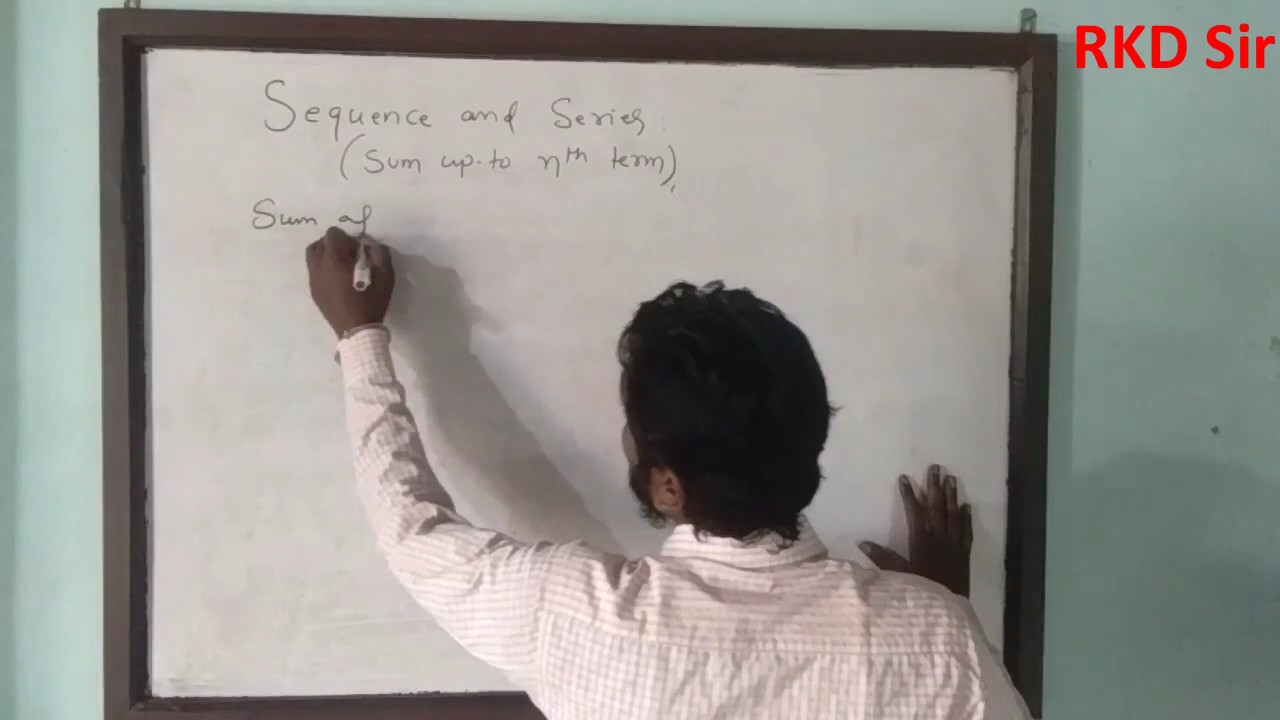 RKD Sir
Sequence and Series:
(Sum up-to nth term),
Sum of